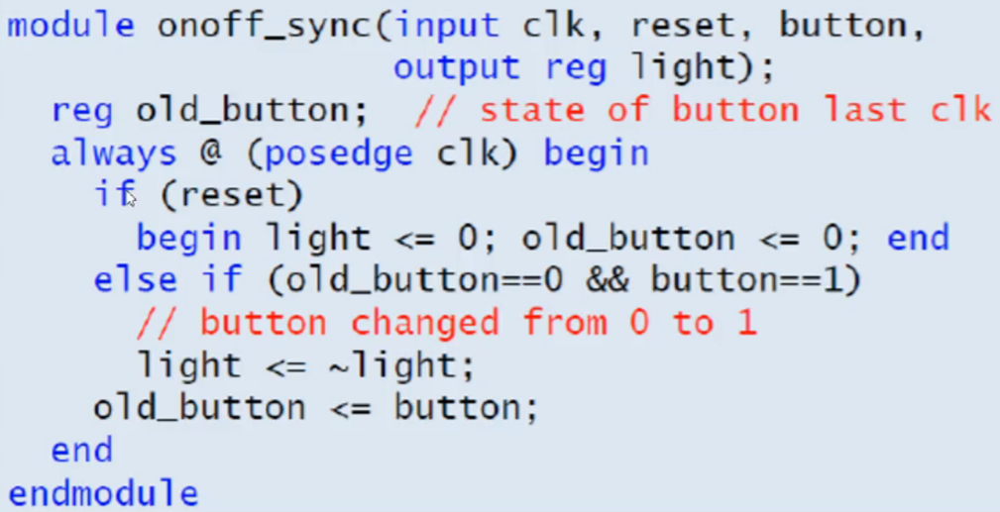 module onoff_sync(input clk, reset, button,
output reg light);
reg old_button; // state of button last clk
always @ (posedge clk) begin
if (reset)
begin light <= 0; old_button <= 0; end
else if (old_button==0 && button==1)
// button changed from 0 to 1
light <= ~light;
old_button <= button;
end
endmodule